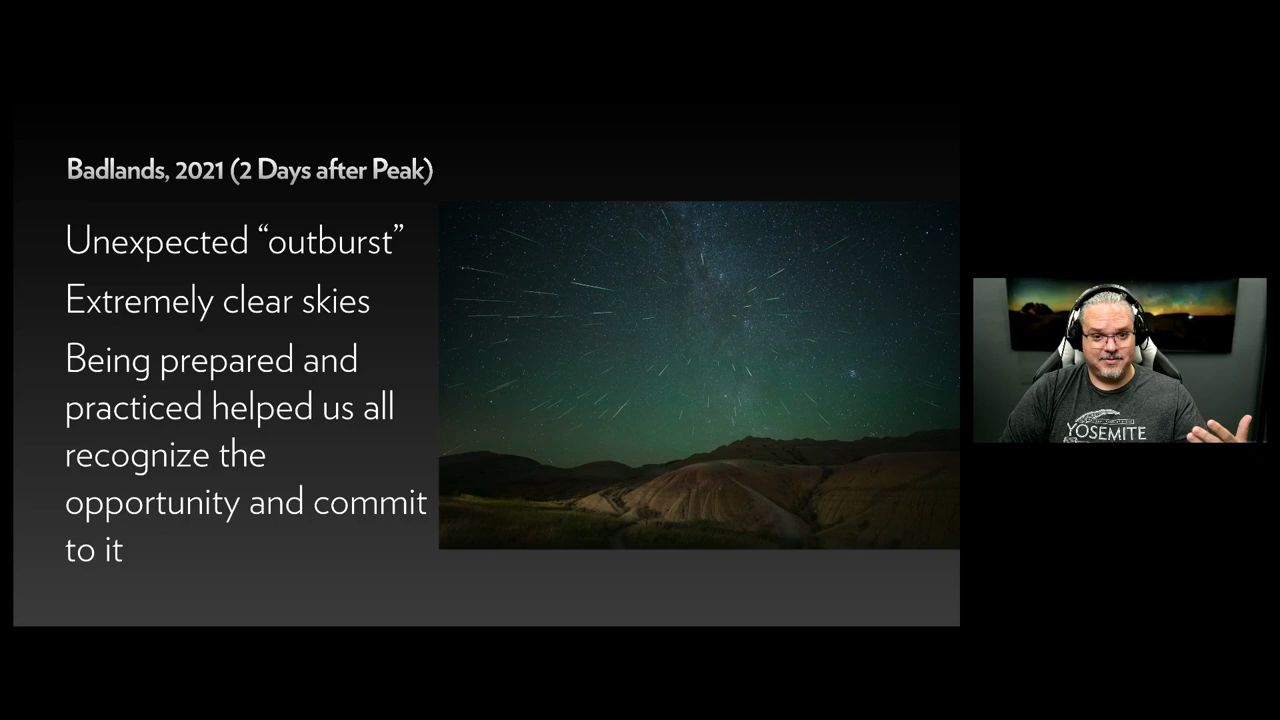 Badlands, 2021 (2 Days after Peak)
Unexpected “outburst”
Extremely clear skies
Being prepared and
practiced helped us all
recognize the
opportunity and commit
to it
YOSEMITE